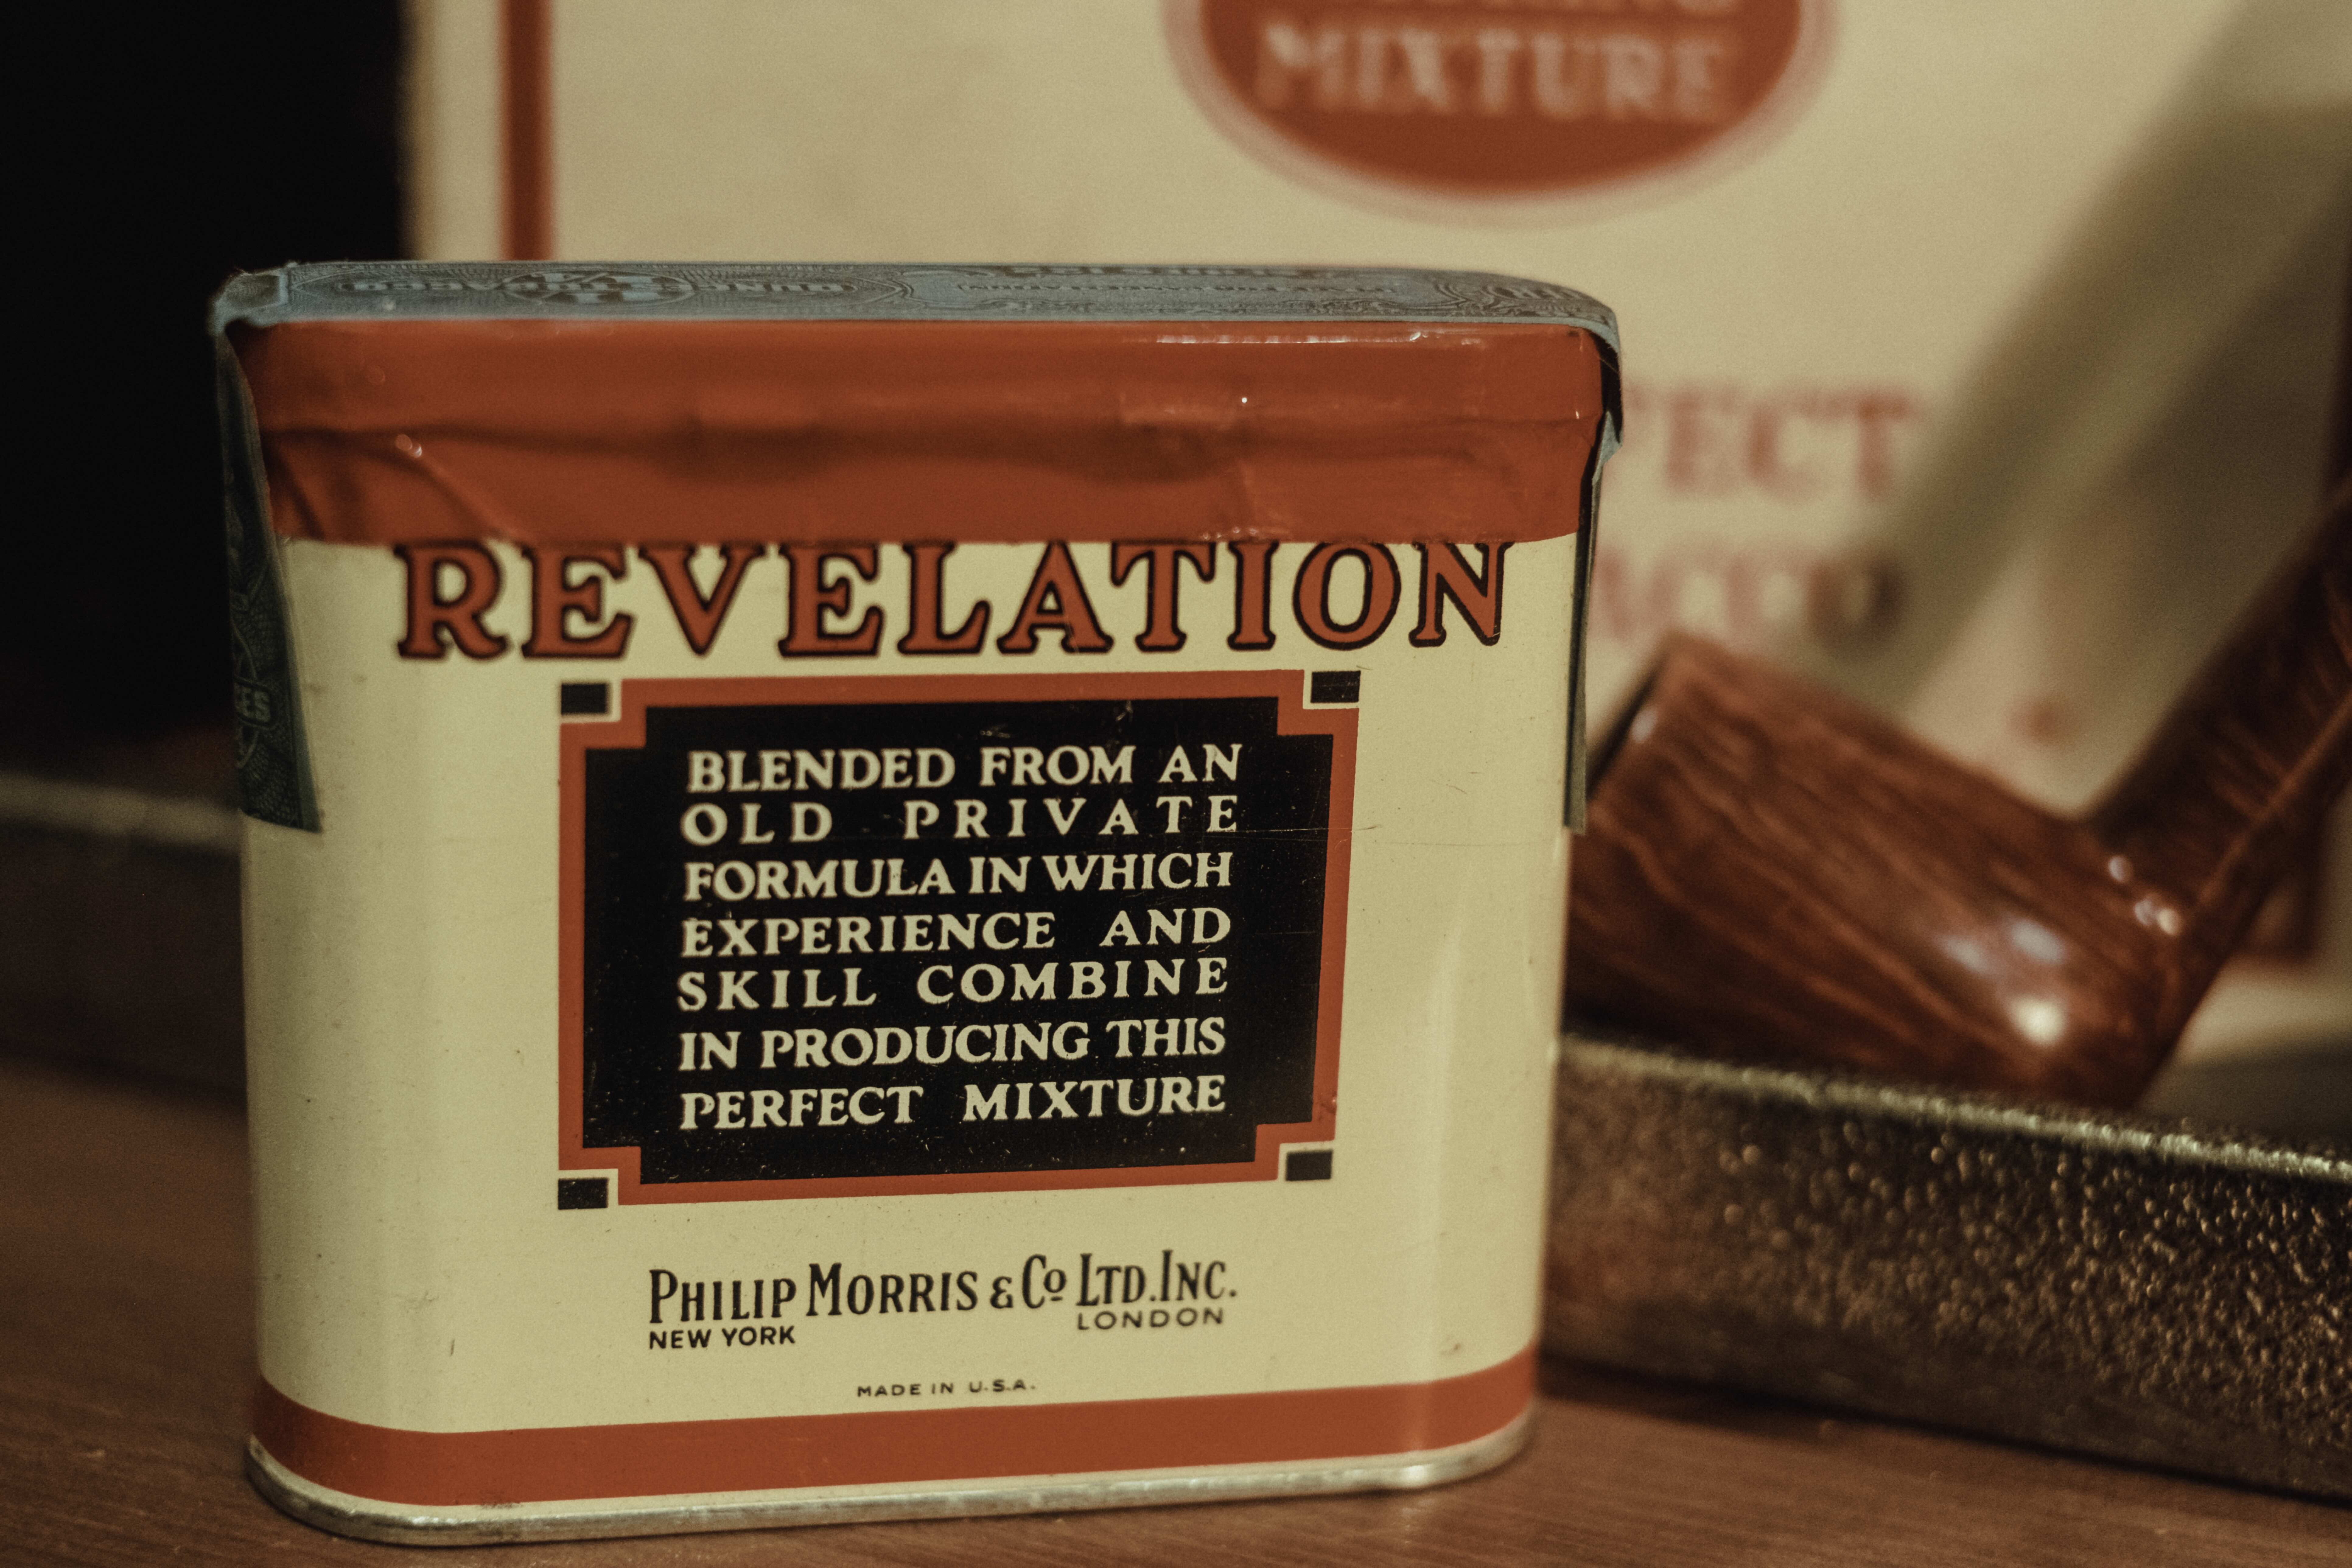 MIXTURE
REVELATION
BLENDED FROM AN
OLD PRIVATE
FORMULA IN WHICH
EXPERIENCE AND
SKILL COMBINE
IN PRODUCING THIS
PERFECT MIXTURE
PHILIP MORRIS & Co LTD. INC.
NEW YORK LONDON
MADE IN U.S.A.